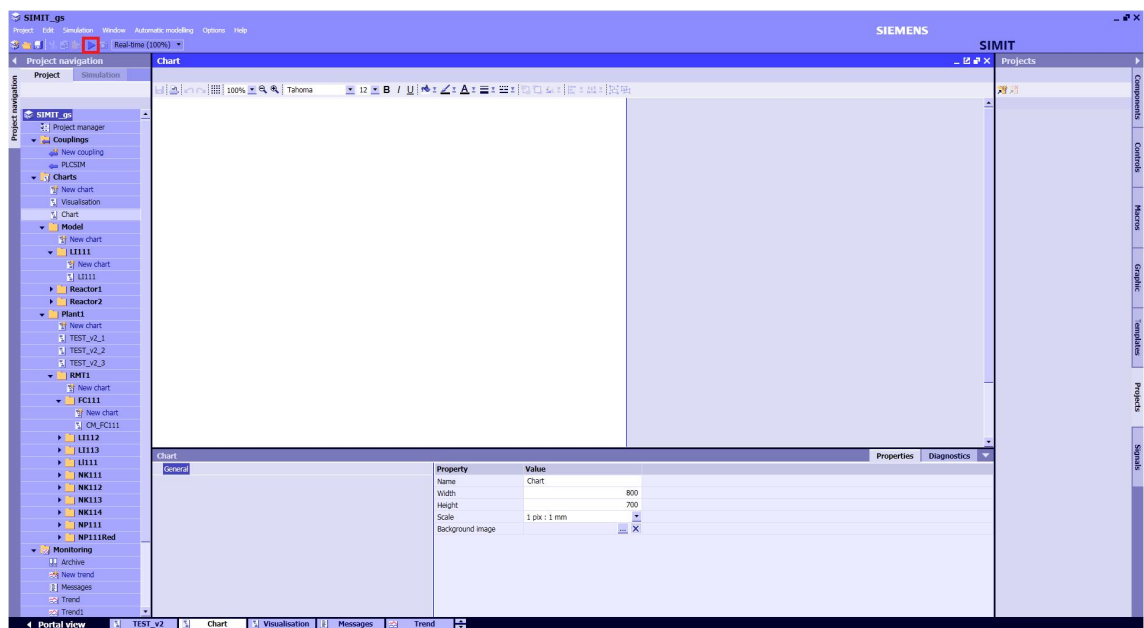 SIMIT_gs
Project Edit Simulation Window Automatic modelling Options Help
SIEMENS
Real-time (100%)
SIMIT
Project navigation
Chart
Projects
Project Simulation
100% Tahoma 12 B I U A
Project navigation
SIMIT_gs
Project manager
Couplings
New coupling
PLCSIM
Charts
New chart
Visualisation
Chart
Model
New chart
LI111
New chart
LI111
Reactor1
Reactor2
Plant1
New chart
TEST_v2_1
TEST_v2_2
TEST_v2_3
RMT1
New chart
FC111
New chart
CM_FC111
LI112
LI113
LI111
NK111
NK112
NK113
NK114
NP111
NP111Red
Monitoring
Archive
New trend
Messages
Trend
Trend1
Chart
Properties Diagnostics
General
Property Value
Name Chart
Width 800
Height 700
Scale 1 pix : 1 mm
Background image ...
Components
Controls
Macros
Graphic
Templates
Projects
Signals
Portal view TEST_v2 Chart Visualisation Messages Trend